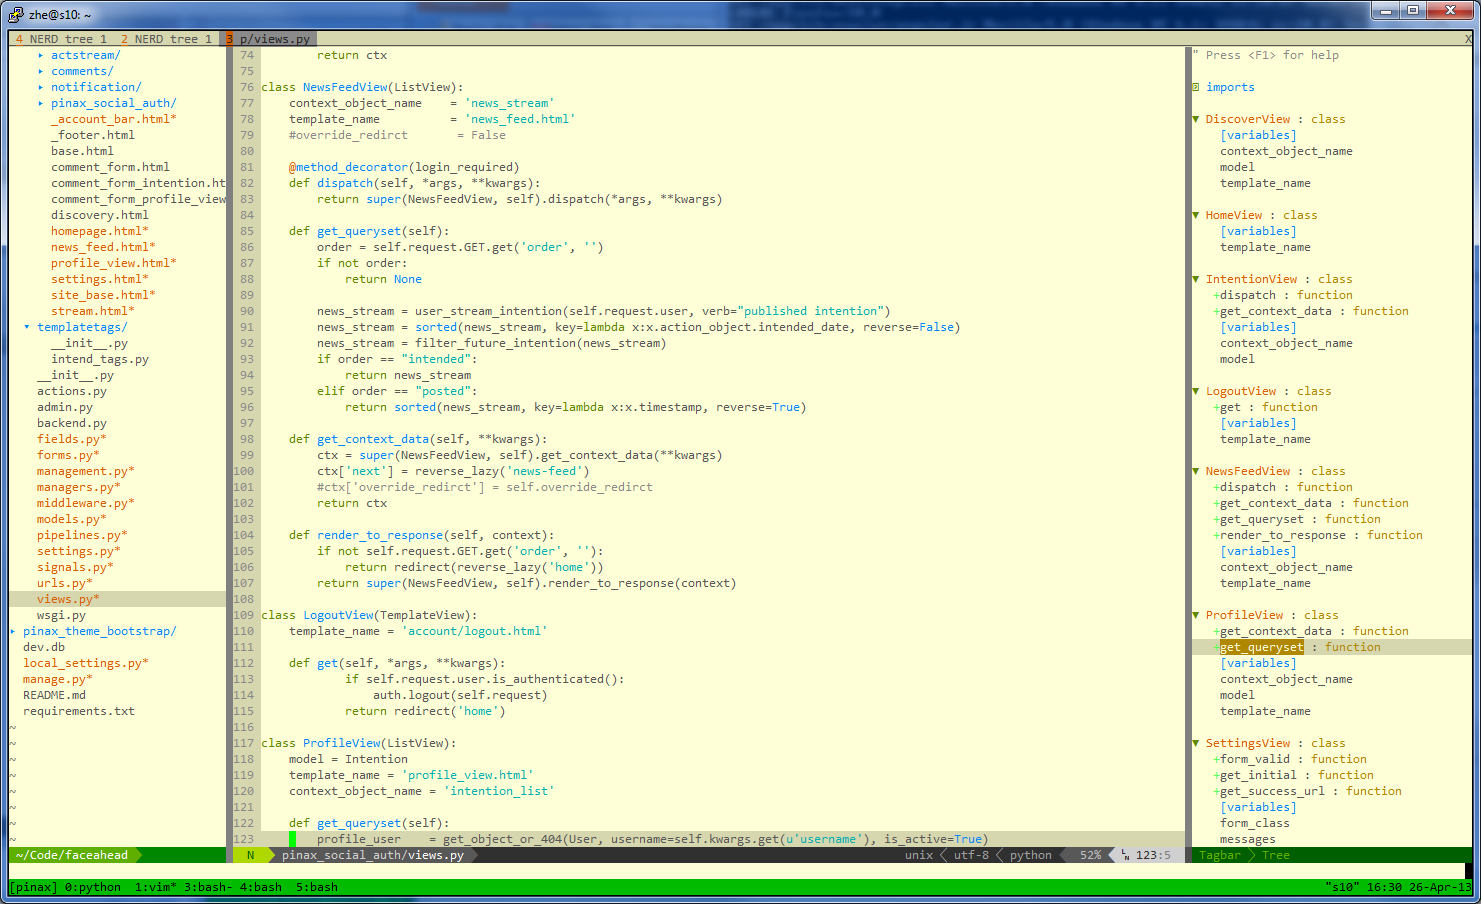 zhe@s10: ~
4 NERD tree 1  2 NERD tree 1  3 p/views.py X
▸ actstream/
▸ comments/
▸ notification/
▸ pinax_social_auth/
_account_bar.html*
_footer.html
base.html
comment_form.html
comment_form_intention.ht
comment_form_profile_view
discovery.html
homepage.html*
news_feed.html*
profile_view.html*
settings.html*
site_base.html*
stream.html*
▾ templatetags/
__init__.py
intend_tags.py
__init__.py
actions.py
admin.py
backend.py
fields.py*
forms.py*
management.py*
managers.py*
middleware.py*
models.py*
pipelines.py*
settings.py*
signals.py*
urls.py*
views.py*
wsgi.py
▸ pinax_theme_bootstrap/
dev.db
local_settings.py*
manage.py*
README.md
requirements.txt
~
~
~
~
~
~
~
~
~/Code/faceahead
74         return ctx
75
76 class NewsFeedView(ListView):
77     context_object_name    = 'news_stream'
78     template_name          = 'news_feed.html'
79     #override_redirct       = False
80
81     @method_decorator(login_required)
82     def dispatch(self, *args, **kwargs):
83         return super(NewsFeedView, self).dispatch(*args, **kwargs)
84
85     def get_queryset(self):
86         order = self.request.GET.get('order', '')
87         if not order:
88             return None
89
90         news_stream = user_stream_intention(self.request.user, verb="published intention")
91         news_stream = sorted(news_stream, key=lambda x:x.action_object.intended_date, reverse=False)
92         news_stream = filter_future_intention(news_stream)
93         if order == "intended":
94             return news_stream
95         elif order == "posted":
96             return sorted(news_stream, key=lambda x:x.timestamp, reverse=True)
97
98     def get_context_data(self, **kwargs):
99         ctx = super(NewsFeedView, self).get_context_data(**kwargs)
100         ctx['next'] = reverse_lazy('news-feed')
101         #ctx['override_redirct'] = self.override_redirct
102         return ctx
103
104     def render_to_response(self, context):
105         if not self.request.GET.get('order', ''):
106             return redirect(reverse_lazy('home'))
107         return super(NewsFeedView, self).render_to_response(context)
108
109 class LogoutView(TemplateView):
110     template_name = 'account/logout.html'
111
112     def get(self, *args, **kwargs):
113             if self.request.user.is_authenticated():
114                 auth.logout(self.request)
115             return redirect('home')
116
117 class ProfileView(ListView):
118     model = Intention
119     template_name = 'profile_view.html'
120     context_object_name = 'intention_list'
121
122     def get_queryset(self):
123         profile_user    = get_object_or_404(User, username=self.kwargs.get(u'username'), is_active=True)
N pinax_social_auth/views.py unix utf-8 python 52% LN 123:5
" Press <F1> for help
imports
▼ DiscoverView : class
[variables]
context_object_name
model
template_name
▼ HomeView : class
[variables]
template_name
▼ IntentionView : class
+dispatch : function
+get_context_data : function
[variables]
context_object_name
model
▼ LogoutView : class
+get : function
[variables]
template_name
▼ NewsFeedView : class
+dispatch : function
+get_context_data : function
+get_queryset : function
+render_to_response : function
[variables]
context_object_name
template_name
▼ ProfileView : class
+get_context_data : function
+get_queryset : function
[variables]
context_object_name
model
template_name
▼ SettingsView : class
+form_valid : function
+get_initial : function
+get_success_url : function
[variables]
form_class
messages
Tagbar Tree
[pinax] 0:python  1:vim* 3:bash- 4:bash  5:bash "s10" 16:30 26-Apr-13